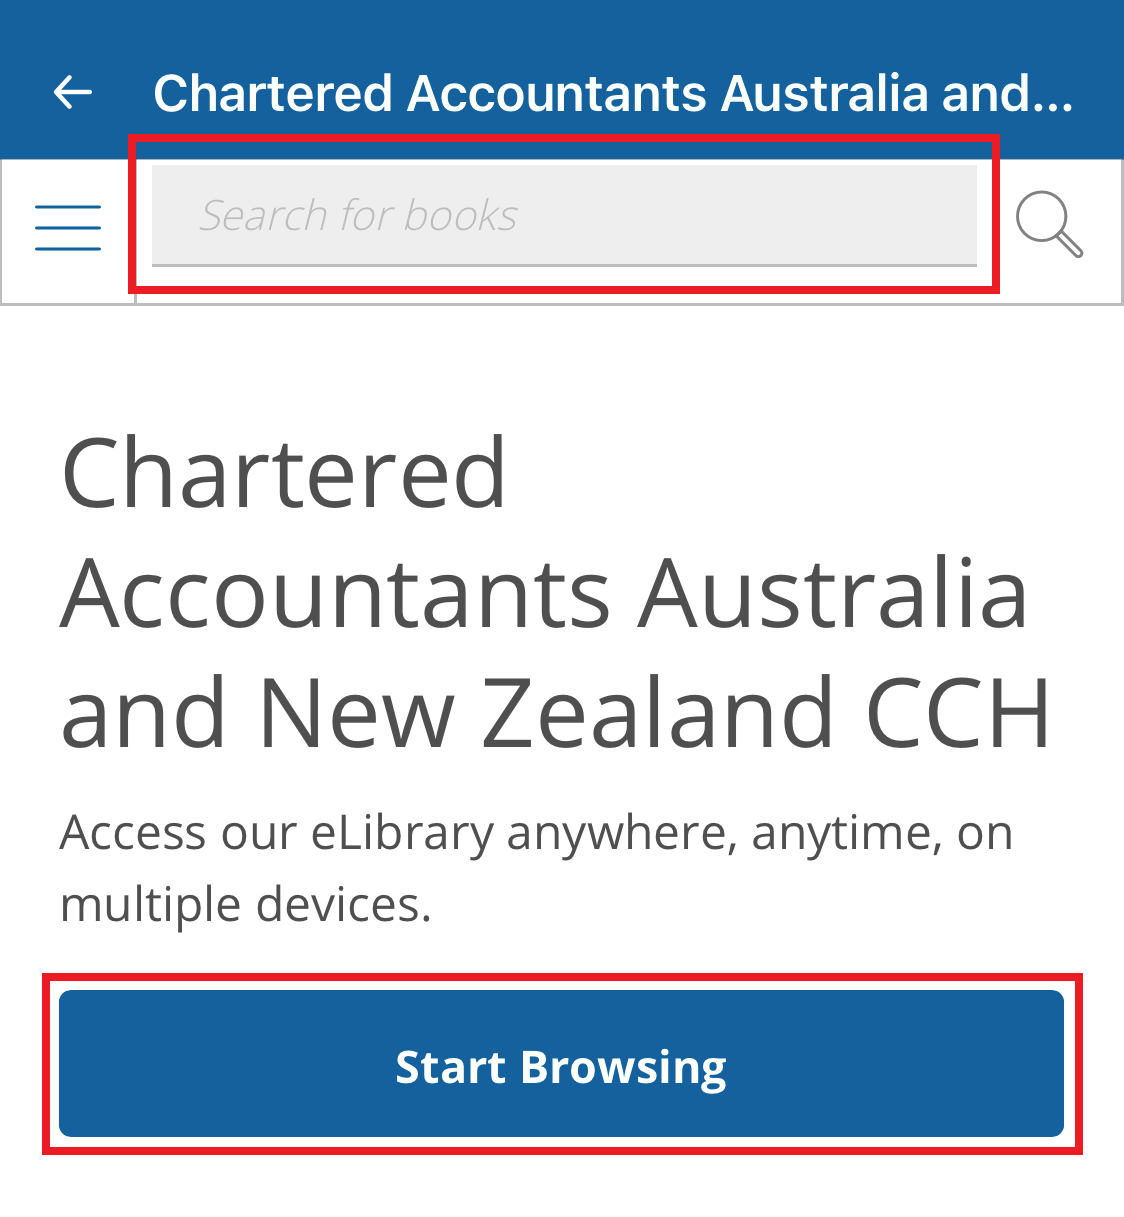 Chartered Accountants Australia and...
Search for books
Chartered
Accountants Australia
and New Zealand CCH
Access our eLibrary anywhere, anytime, on
multiple devices.
Start Browsing